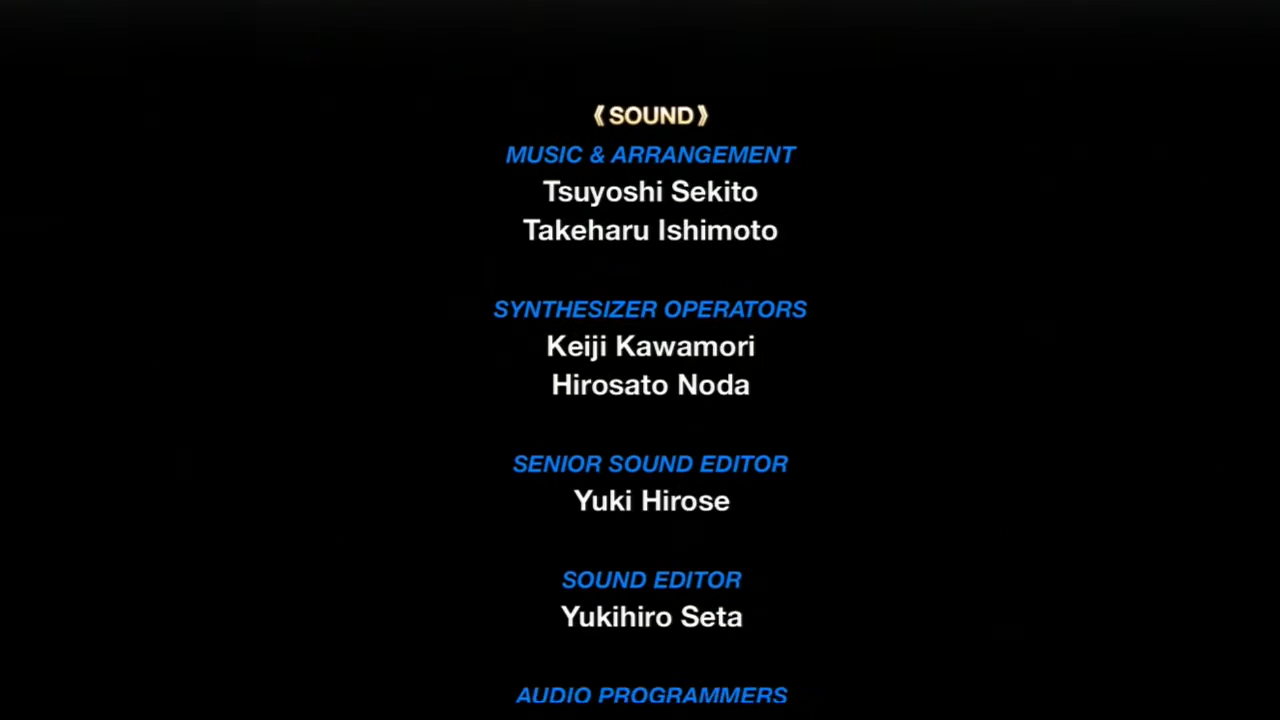 《SOUND》
MUSIC & ARRANGEMENT
Tsuyoshi Sekito
Takeharu Ishimoto
SYNTHESIZER OPERATORS
Keiji Kawamori
Hirosato Noda
SENIOR SOUND EDITOR
Yuki Hirose
SOUND EDITOR
Yukihiro Seta
AUDIO PROGRAMMERS